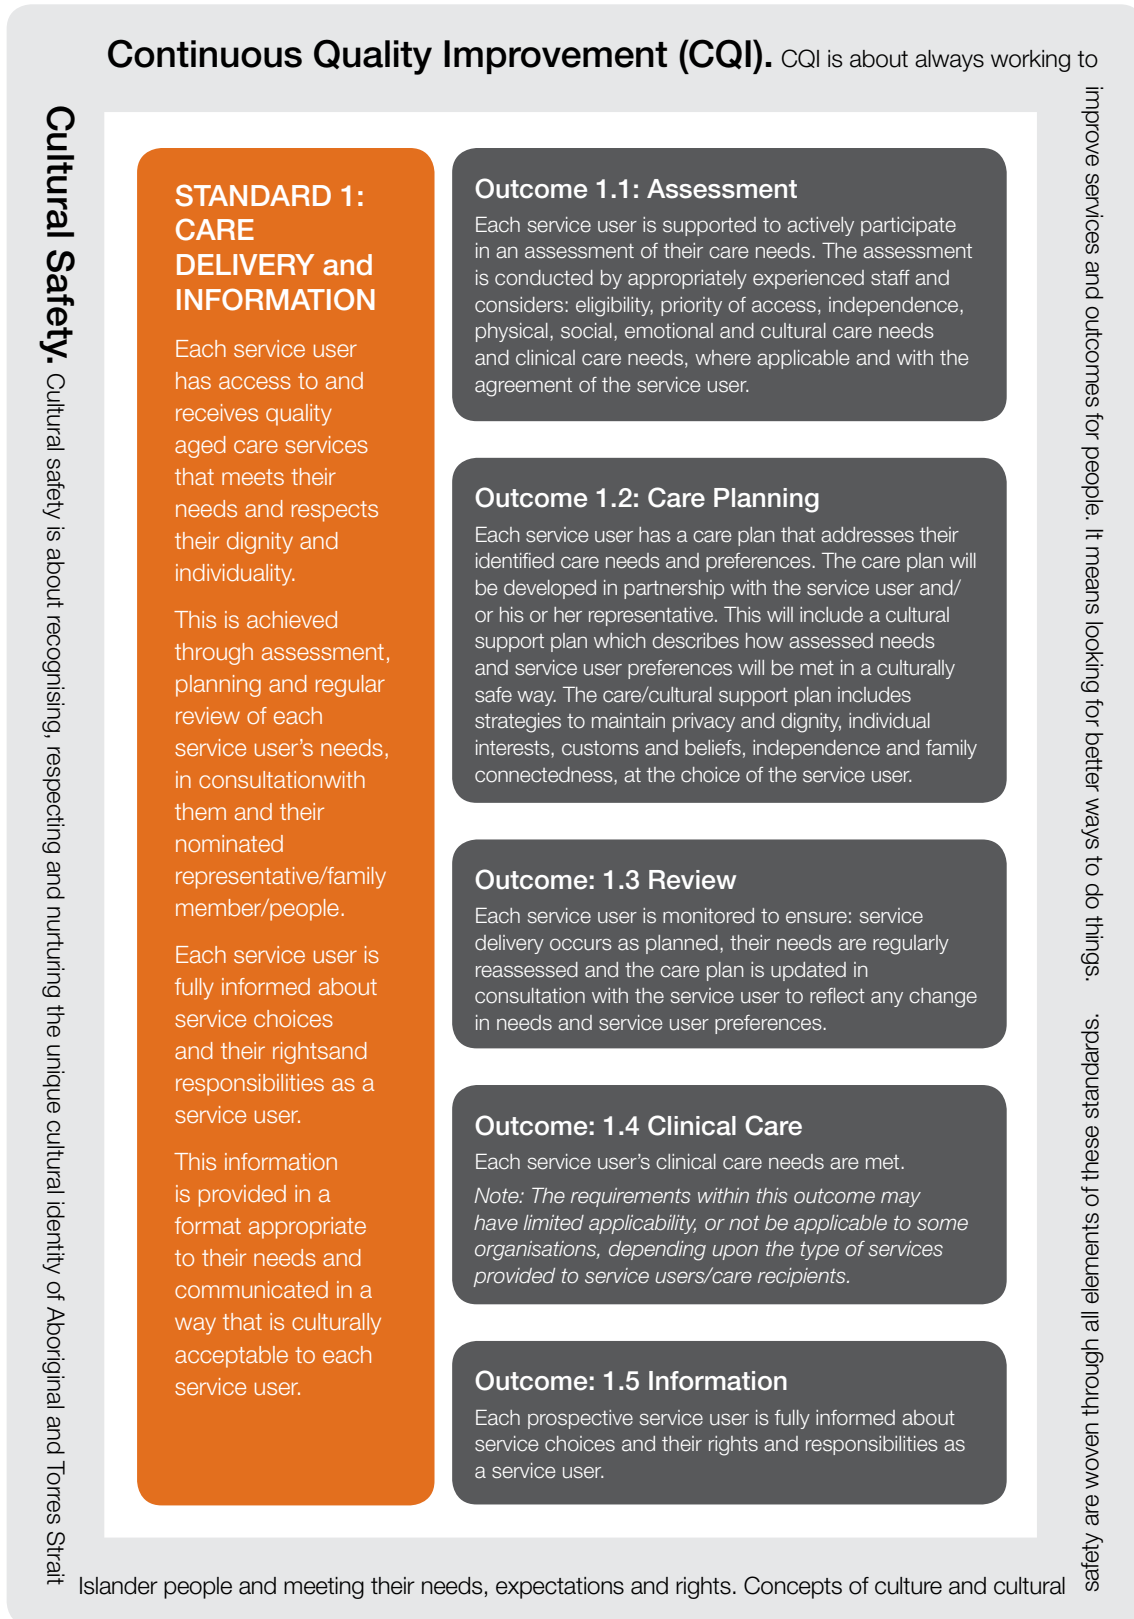 Continuous Quality Improvement (CQI). CQI is about always working to
improve services and outcomes for people. It means looking for better ways to do things.
Cultural Safety. Cultural safety is about recognising, respecting and nurturing the unique cultural identity of Aboriginal and Torres Strait
Islander people and meeting their needs, expectations and rights. Concepts of culture and cultural
safety are woven through all elements of these standards.
STANDARD 1:
CARE
DELIVERY and
INFORMATION
Each service user
has access to and
receives quality
aged care services
that meets their
needs and respects
their dignity and
individuality.
This is achieved
through assessment,
planning and regular
review of each
service user’s needs,
in consultationwith
them and their
nominated
representative/family
member/people.
Each service user is
fully informed about
service choices
and their rightsand
responsibilities as a
service user.
This information
is provided in a
format appropriate
to their needs and
communicated in a
way that is culturally
acceptable to each
service user.
Outcome 1.1: Assessment
Each service user is supported to actively participate
in an assessment of their care needs. The assessment
is conducted by appropriately experienced staff and
considers: eligibility, priority of access, independence,
physical, social, emotional and cultural care needs
and clinical care needs, where applicable and with the
agreement of the service user.
Outcome 1.2: Care Planning
Each service user has a care plan that addresses their
identified care needs and preferences. The care plan will
be developed in partnership with the service user and/
or his or her representative. This will include a cultural
support plan which describes how assessed needs
and service user preferences will be met in a culturally
safe way. The care/cultural support plan includes
strategies to maintain privacy and dignity, individual
interests, customs and beliefs, independence and family
connectedness, at the choice of the service user.
Outcome: 1.3 Review
Each service user is monitored to ensure: service
delivery occurs as planned, their needs are regularly
reassessed and the care plan is updated in
consultation with the service user to reflect any change
in needs and service user preferences.
Outcome: 1.4 Clinical Care
Each service user’s clinical care needs are met.
Note: The requirements within this outcome may
have limited applicability, or not be applicable to some
organisations, depending upon the type of services
provided to service users/care recipients.
Outcome: 1.5 Information
Each prospective service user is fully informed about
service choices and their rights and responsibilities as
a service user.